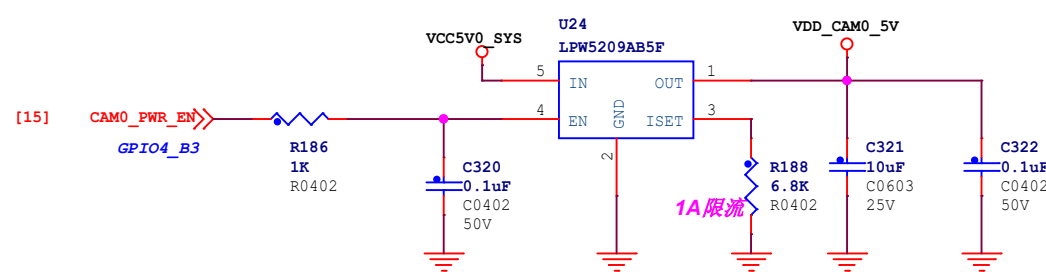 U24
LPW5209AB5F
VCC5V0_SYS
VDD_CAM0_5V
5
IN
OUT
1
[15]
CAM0_PWR_EN
4
EN
GND
ISET
3
GPIO4_B3
R186
1K
R0402
2
C320
0.1uF
C0402
50V
R188
6.8K
R0402
1A限流
C321
10uF
C0603
25V
C322
0.1uF
C0402
50V